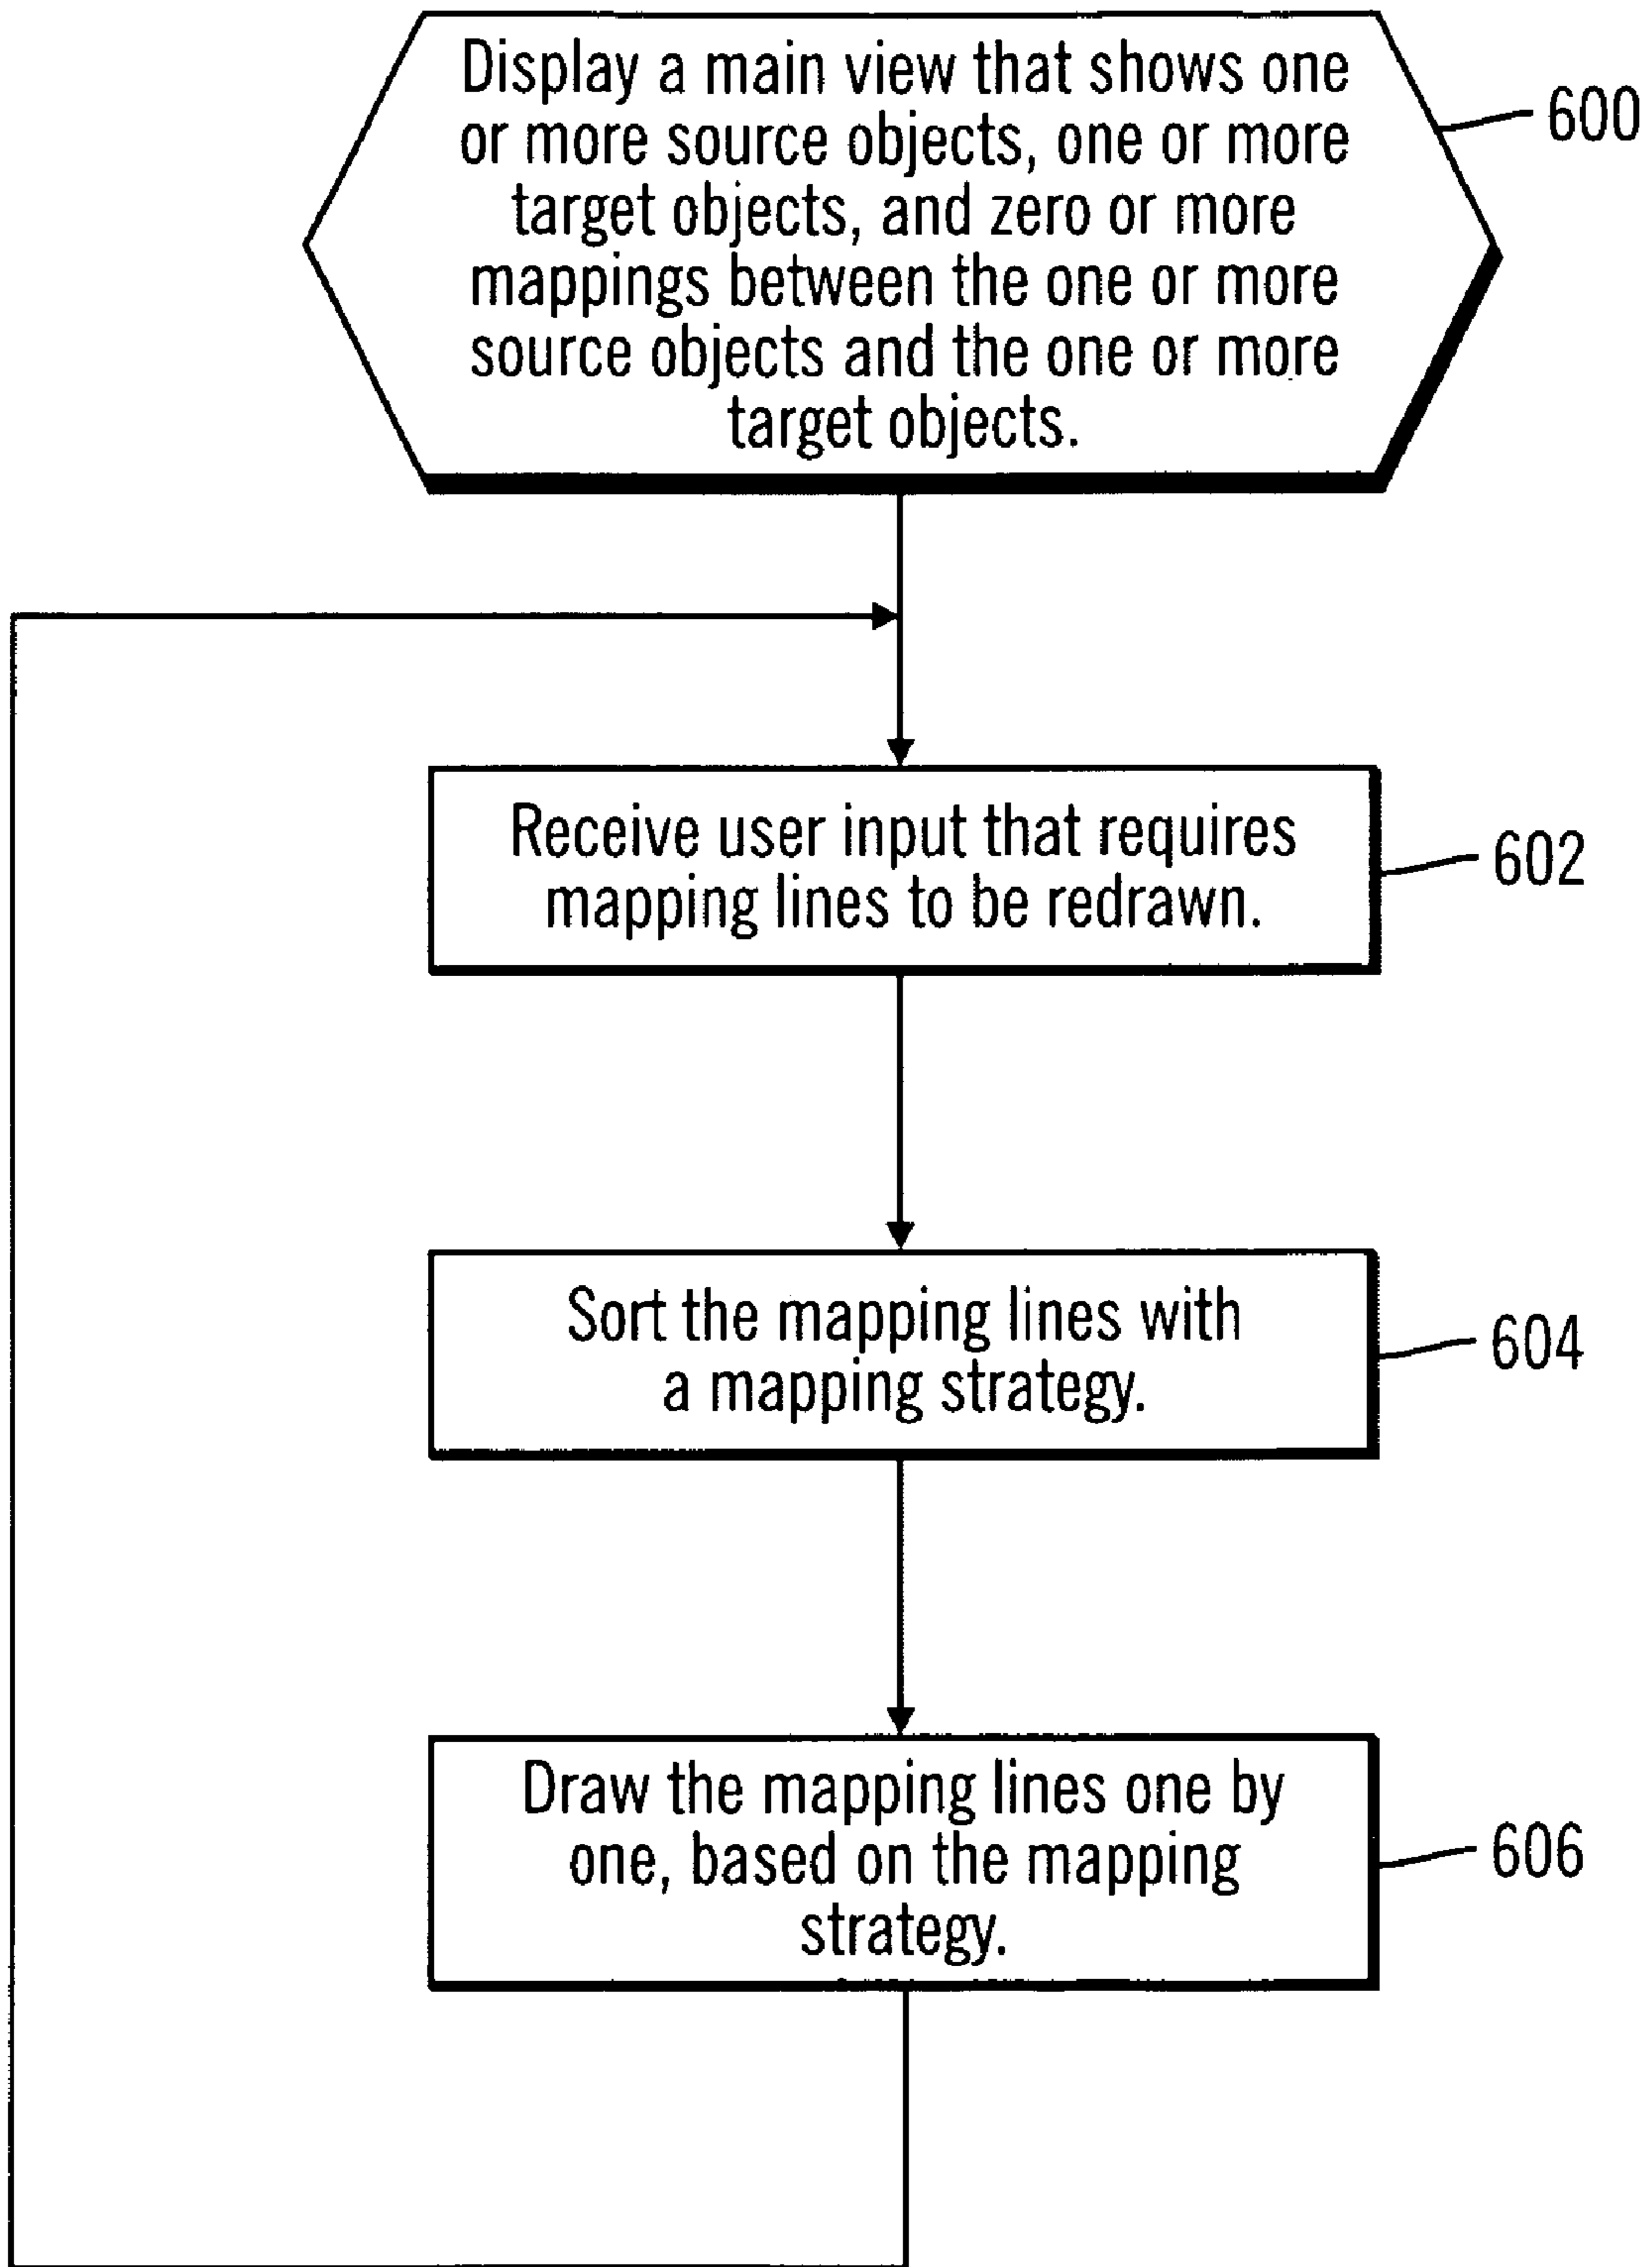 Display a main view that shows one
or more source objects, one or more
target objects, and zero or more
mappings between the one or more
source objects and the one or more
target objects.
600
Receive user input that requires
mapping lines to be redrawn.
602
Sort the mapping lines with
a mapping strategy.
604
Draw the mapping lines one by
one, based on the mapping
strategy.
606